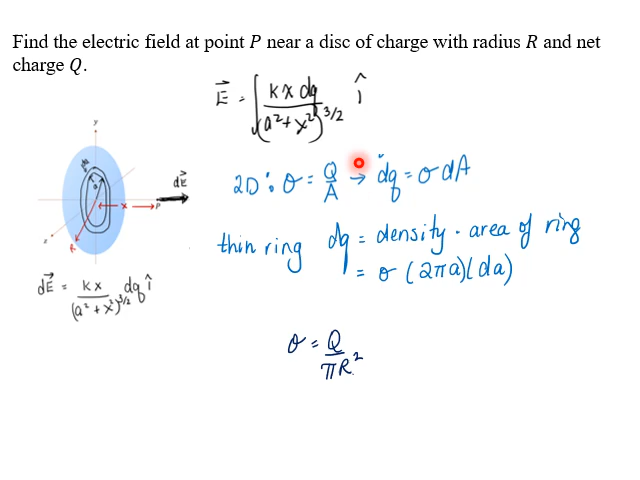 Find the electric field at point P near a disc of charge with radius R and net
charge Q.
E⃗ = ∫ kx dq / (a² + x²)^3/2 î
y
dE⃗
x P
a
R
z
2D: σ = Q/A → dq = σ dA
thin ring dq = density · area of ring
= σ (2πa)(da)
dE⃗ = kx / (a² + x²)^3/2 dq î
σ = Q / πR²